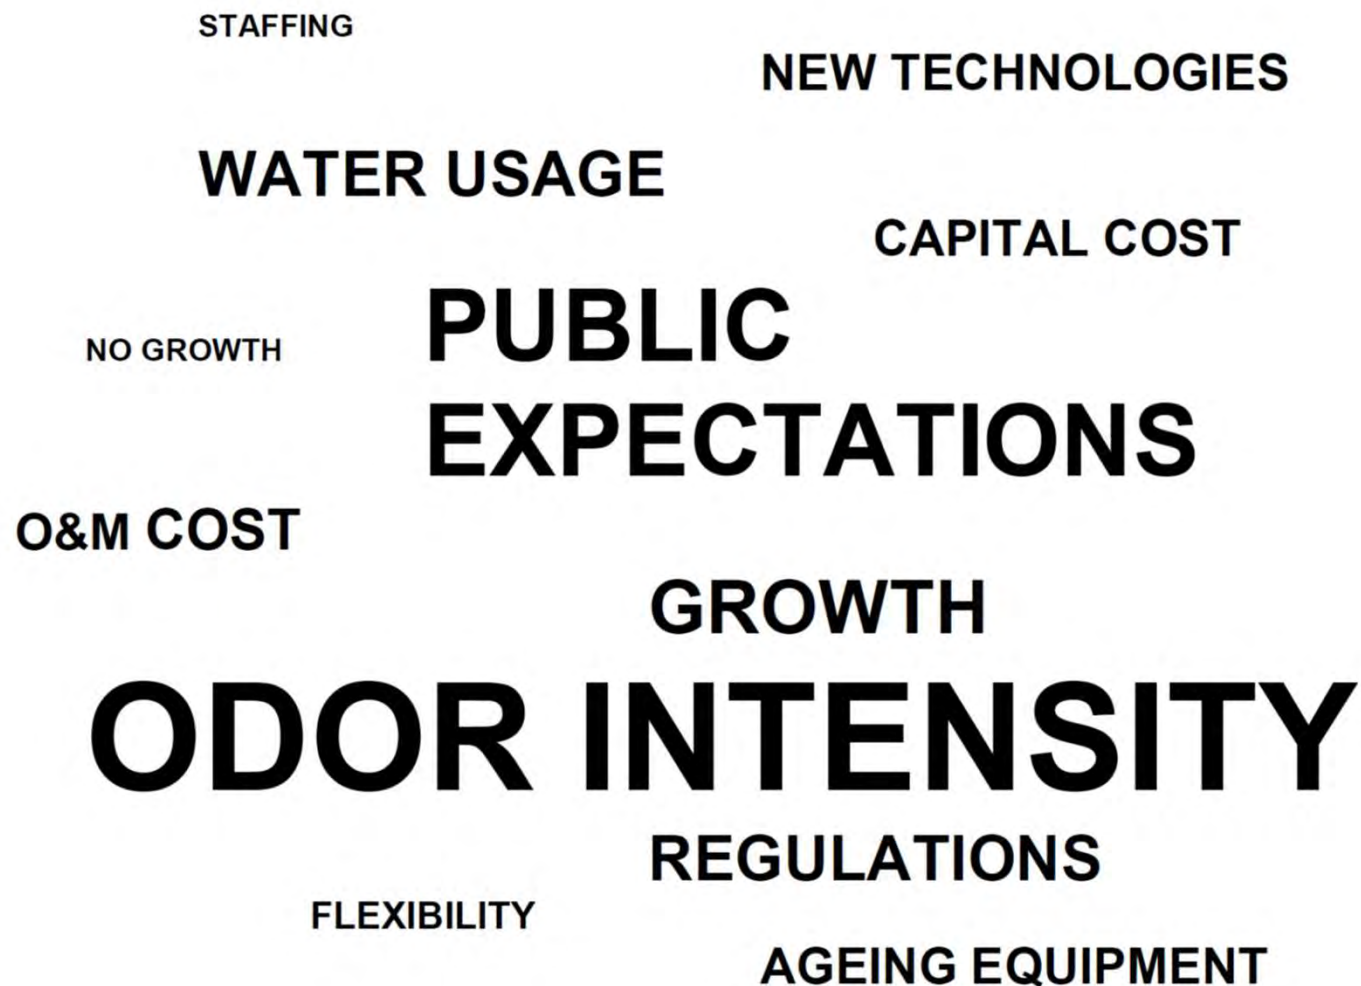 STAFFING
NEW TECHNOLOGIES
WATER USAGE
CAPITAL COST
PUBLIC
EXPECTATIONS
NO GROWTH
O&M COST
GROWTH
ODOR INTENSITY
REGULATIONS
FLEXIBILITY
AGEING EQUIPMENT